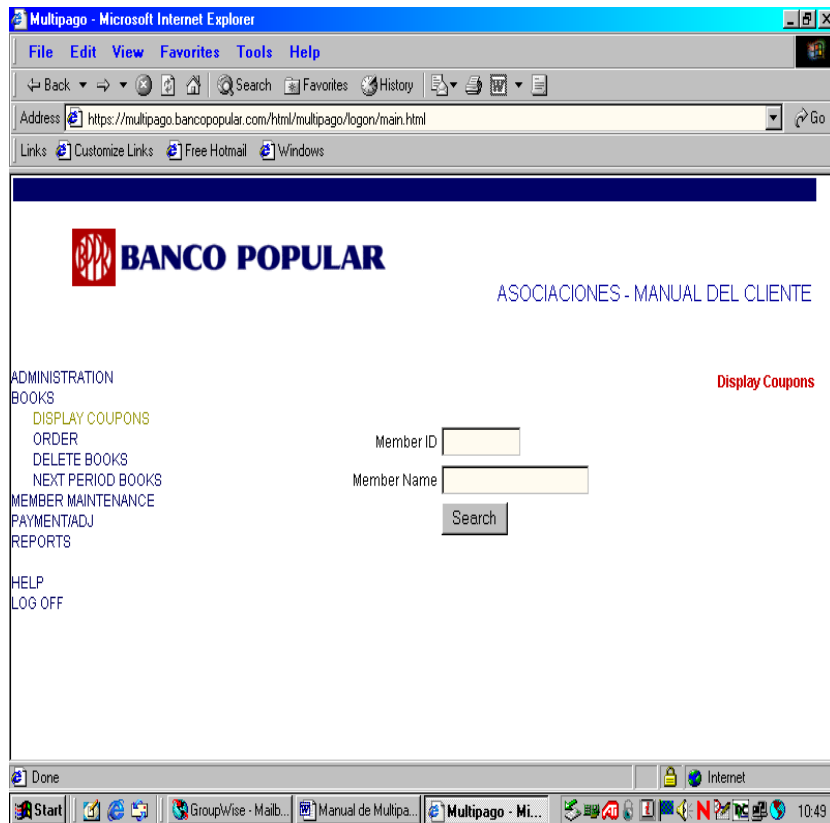 Multipago - Microsoft Internet Explorer
File Edit View Favorites Tools Help
Back Search Favorites History
Address https://multipago.bancopopular.com/html/multipago/logon/main.html Go
Links Customize Links Free Hotmail Windows
BANCO POPULAR
ASOCIACIONES - MANUAL DEL CLIENTE
ADMINISTRATION
Display Coupons
BOOKS
DISPLAY COUPONS
ORDER
Member ID
DELETE BOOKS
NEXT PERIOD BOOKS
Member Name
MEMBER MAINTENANCE
PAYMENT/ADJ
Search
REPORTS
HELP
LOG OFF
Done Internet
Start GroupWise - Mailb... Manual de Multipa... Multipago - Mi... 10:49